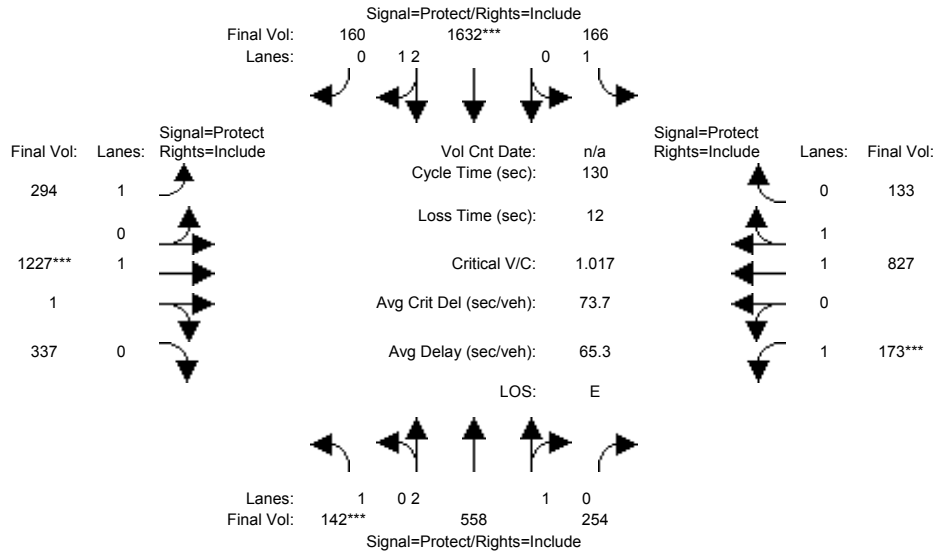 Signal=Protect/Rights=Include
Final Vol: 160 1632*** 166
Lanes: 0 1 2 0 1
Signal=Protect
Final Vol: Lanes: Rights=Include
Vol Cnt Date: n/a
Signal=Protect
Rights=Include Lanes: Final Vol:
Cycle Time (sec): 130
294 1
0 133
Loss Time (sec): 12
0
1
1227*** 1
Critical V/C: 1.017
1 827
1
Avg Crit Del (sec/veh): 73.7
0
337 0
Avg Delay (sec/veh): 65.3
1 173***
LOS: E
Lanes: 1 0 2 1 0
Final Vol: 142*** 558 254
Signal=Protect/Rights=Include